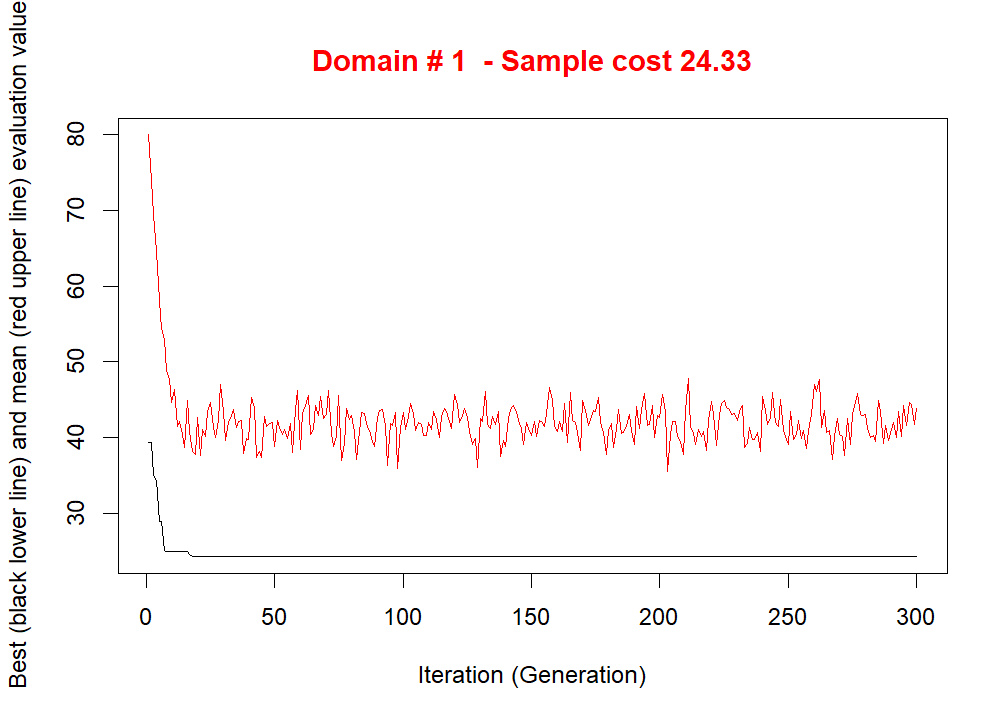 Domain # 1  - Sample cost 24.33
Best (black lower line) and mean (red upper line) evaluation value
80
70
60
50
40
30
0 50 100 150 200 250 300
Iteration (Generation)